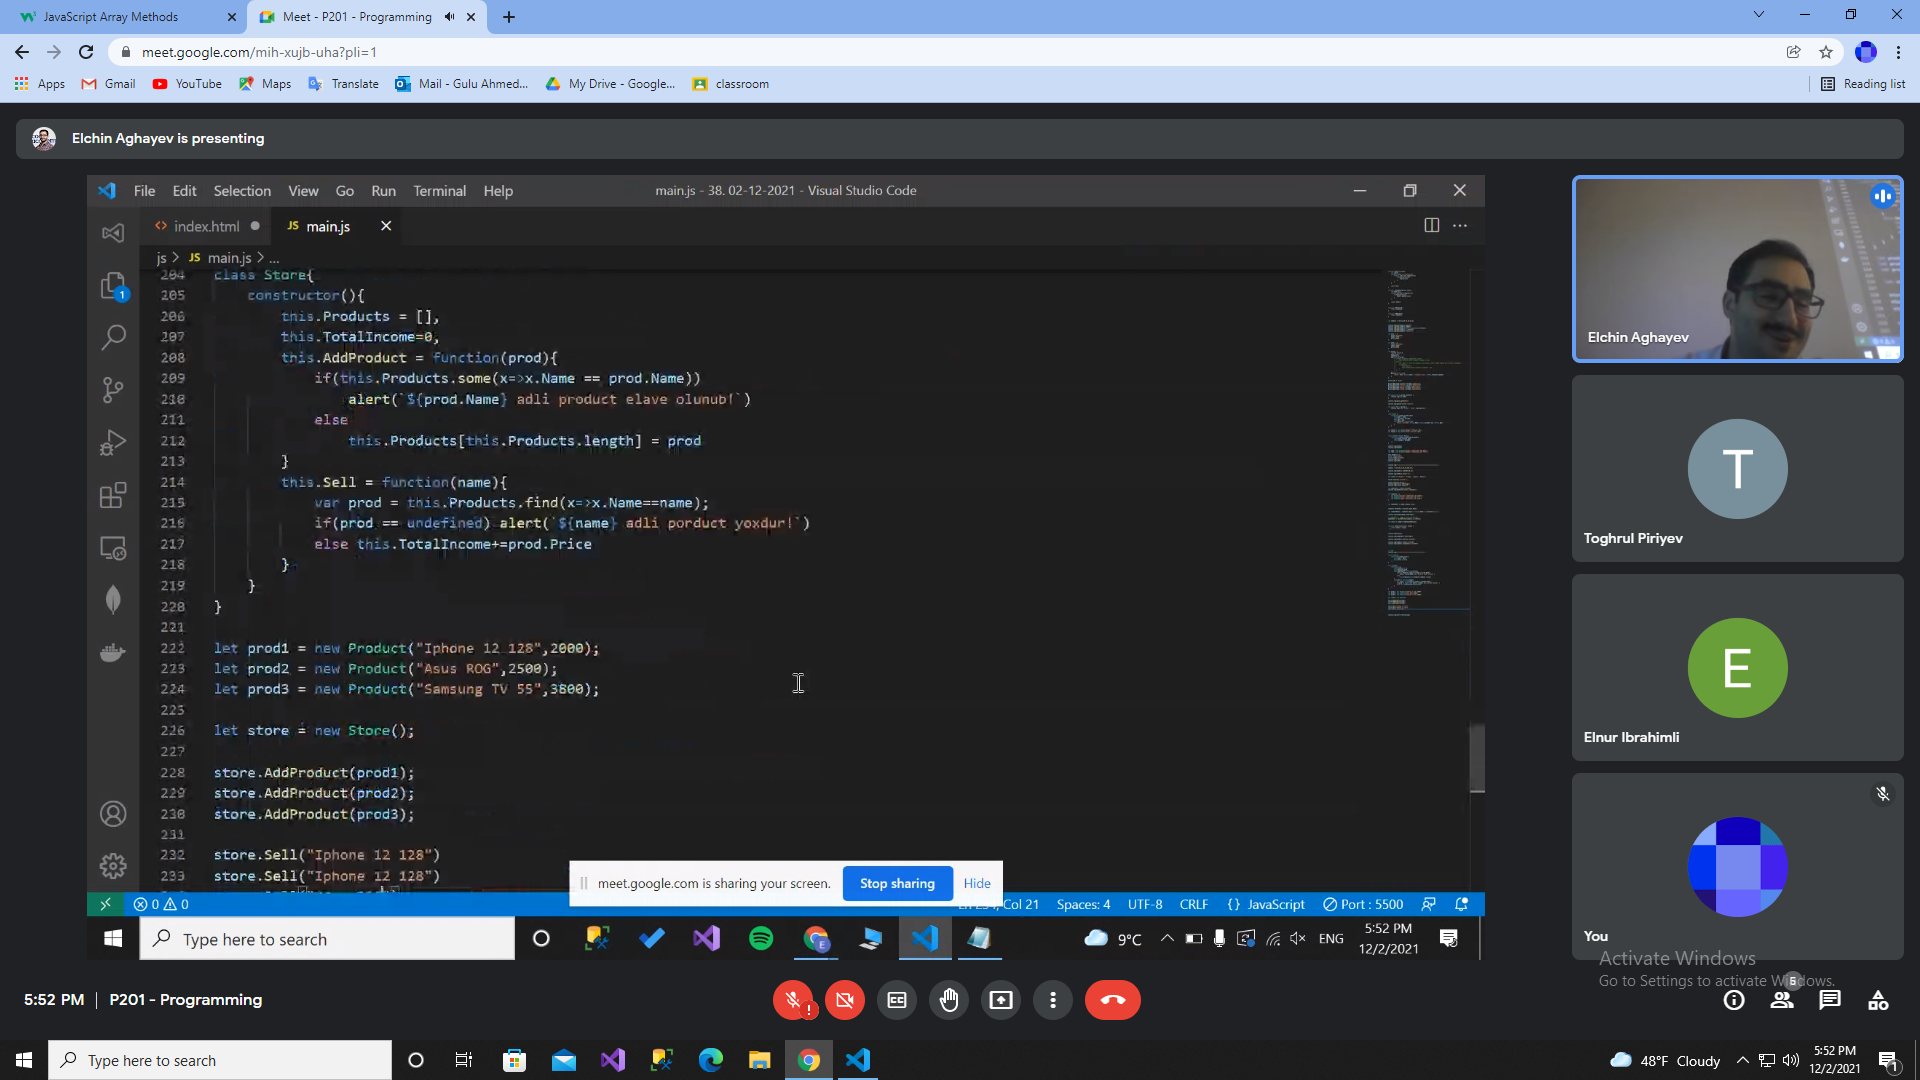 JavaScript Array Methods
Meet - P201 - Programming
meet.google.com/mih-xujb-uha?pli=1
Apps
Gmail
YouTube
Maps
Translate
Mail - Gulu Ahmed...
My Drive - Google...
classroom
Reading list
Elchin Aghayev is presenting
File Edit Selection View Go Run Terminal Help
main.js - 38. 02-12-2021 - Visual Studio Code
index.html
JS main.js
js > JS main.js > ...
204 class Store{
205 constructor(){
206 this.Products = [],
207 this.TotalIncome=0,
208 this.AddProduct = function(prod){
209 if(this.Products.some(x=>x.Name == prod.Name))
210 alert(`${prod.Name} adli product elave olunub!`)
211 else
212 this.Products[this.Products.length] = prod
213 }
214 this.Sell = function(name){
215 var prod = this.Products.find(x=>x.Name==name);
216 if(prod == undefined) alert(`${name} adli porduct yoxdur!`)
217 else this.TotalIncome+=prod.Price
218 }
219 }
220 }
221
222 let prod1 = new Product("Iphone 12 128",2000);
223 let prod2 = new Product("Asus ROG",2500);
224 let prod3 = new Product("Samsung TV 55",3800);
225
226 let store = new Store();
227
228 store.AddProduct(prod1);
229 store.AddProduct(prod2);
230 store.AddProduct(prod3);
231
232 store.Sell("Iphone 12 128")
233 store.Sell("Iphone 12 128")
1
meet.google.com is sharing your screen.
Stop sharing
Hide
0 0
Col 21
Spaces: 4
UTF-8
CRLF
{} JavaScript
Port : 5500
Type here to search
9°C
ENG
5:52 PM
12/2/2021
Elchin Aghayev
T
Toghrul Piriyev
E
Elnur Ibrahimli
You
Activate Windows
Go to Settings to activate Windows.
5:52 PM | P201 - Programming
CC
!
6
Type here to search
48°F Cloudy
5:52 PM
12/2/2021
1